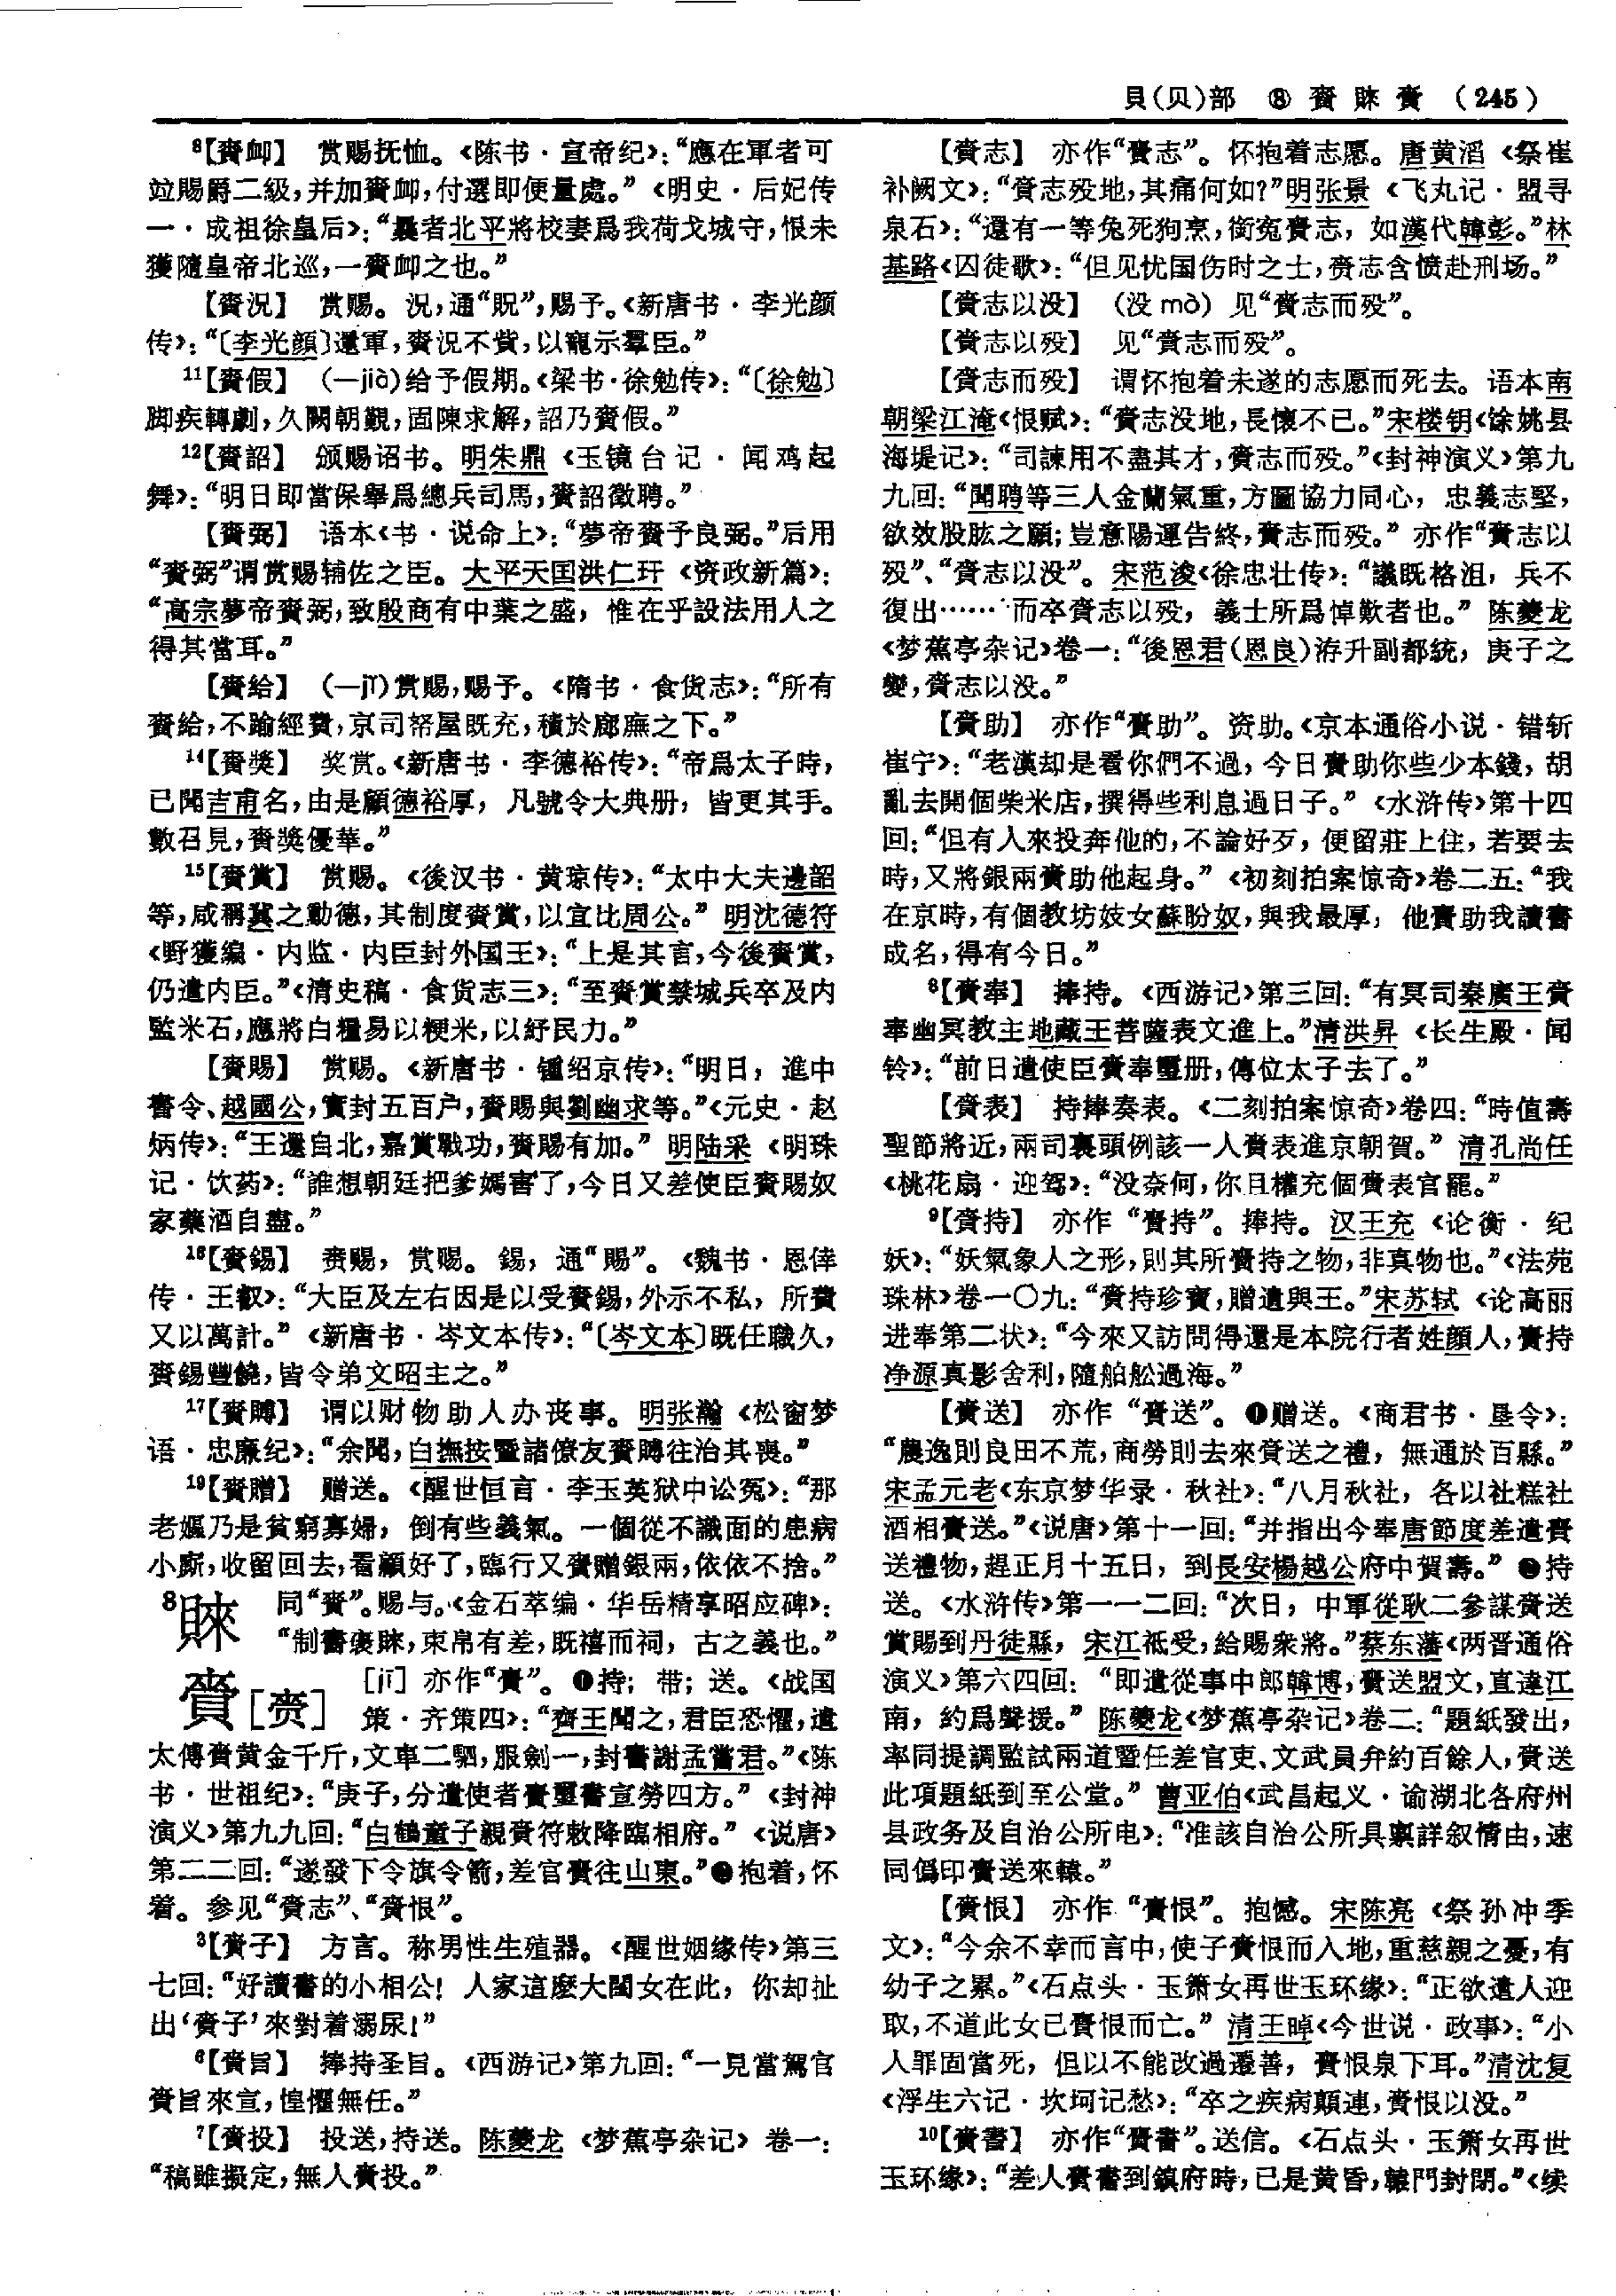 貝(贝)部 ⑧ 賚 䝱 賫 (245)
⁸【賚卹】 赏赐抚恤。《陈书·宣帝纪》：“應在軍者可
竝賜爵二級，并加賚卹，付選即便量處。”《明史·后妃传
一·成祖徐皇后》：“曩者北平將校妻爲我荷戈城守，恨未
獲隨皇帝北巡，一賚卹之也。”
【賚況】 赏赐。況，通“貺”，赐予。《新唐书·李光颜
传》：“〔李光顔〕還軍，賚況不貲，以寵示羣臣。”
¹¹【賚假】 (—jià)给予假期。《梁书·徐勉传》：“〔徐勉〕
脚疾轉劇，久闕朝覲，固陳求解，詔乃賚假。”
¹²【賚詔】 颁赐诏书。明朱鼎《玉镜台记·闻鸡起
舞》：“明日即當保舉爲總兵司馬，賚詔徵聘。”
【賚弼】 语本《书·说命上》：“夢帝賚予良弼。”后用
“賚弼”谓赏赐辅佐之臣。太平天囯洪仁玕《资政新篇》：
“高宗夢帝賚弼，致殷商有中葉之盛，惟在乎設法用人之
得其當耳。”
【賚給】 (—jǐ)赏赐，赐予。《隋书·食货志》：“所有
賚給，不踰經費，京司帑屋既充，積於廊廡之下。”
¹⁴【賚獎】 奖赏。《新唐书·李德裕传》：“帝爲太子時，
已聞吉甫名，由是顧德裕厚，凡號令大典册，皆更其手。
數召見，賚獎優華。”
¹⁵【賚賞】 赏赐。《後汉书·黄琼传》：“太中大夫邊韶
等，咸稱冀之勳德，其制度賚賞，以宜比周公。”明沈德符
《野獲编·内监·内臣封外国王》：“上是其言，今後賚賞，
仍遣内臣。”《清史稿·食货志三》：“至賚賞禁城兵卒及内
監米石，應將白糧易以粳米，以紓民力。”
【賚賜】 赏赐。《新唐书·锺绍京传》：“明日，進中
書令、越國公，實封五百户，賚賜與劉幽求等。”《元史·赵
炳传》：“王還自北，嘉賞戰功，賚賜有加。”明陆采《明珠
记·饮药》：“誰想朝廷把爹媽害了，今日又差使臣賚賜奴
家藥酒自盡。”
¹⁶【賚錫】 赉赐，赏赐。錫，通“賜”。《魏书·恩倖
传·王叡》：“大臣及左右因是以受賚錫，外示不私，所費
又以萬計。”《新唐书·岑文本传》：“〔岑文本〕既任職久，
賚錫豐饒，皆令弟文昭主之。”
¹⁷【賚賻】 谓以财物助人办丧事。明张瀚《松窗梦
语·忠廉纪》：“余聞，白撫按暨諸僚友賚賻往治其喪。”
¹⁹【賚贈】 赠送。《醒世恒言·李玉英狱中讼冤》：“那
老嫗乃是貧窮寡婦，倒有些義氣。一個從不識面的患病
小廝，收留回去，看顧好了，臨行又賚贈銀兩，依依不捨。”
⁸䝱 同“賚”。赐与。《金石萃编·华岳精享昭应碑》：
“制書褒䝱，束帛有差，既禧而祠，古之義也。”
賫[赍] [jī] 亦作“賷”。❶持；带；送。《战国
策·齐策四》：“齊王聞之，君臣恐懼，遣
太傅賫黄金千斤，文車二駟，服劍一，封書謝孟嘗君。”《陈
书·世祖纪》：“庚子，分遣使者賫璽書宣勞四方。”《封神
演义》第九九回：“白鶴童子親賫符敕降臨相府。”《说唐》
第二二回：“遂發下令旗令箭，差官賫往山東。”❷抱着，怀
着。参见“賫志”、“賫恨”。
³【賫子】 方言。称男性生殖器。《醒世姻缘传》第三
七回：“好讀書的小相公！人家這麽大閨女在此，你却扯
出‘賫子’來對着溺尿！”
⁶【賫旨】 捧持圣旨。《西游记》第九回：“一見當駕官
賫旨來宣，惶懼無任。”
⁷【賫投】 投送，持送。陈夔龙《梦蕉亭杂记》卷一：
“稿雖擬定，無人賫投。”
【賫志】 亦作“賷志”。怀抱着志愿。唐黄滔《祭崔
补阙文》：“賫志殁地，其痛何如？”明张景《飞丸记·盟寻
泉石》：“還有一等兔死狗烹，銜寃賫志，如漢代韓彭。”林
基路《囚徒歌》：“但见忧国伤时之士，赍志含愤赴刑场。”
【賫志以没】 (没mò) 见“賫志而殁”。
【賫志以殁】 见“賫志而殁”。
【賫志而殁】 谓怀抱着未遂的志愿而死去。语本南
朝梁江淹《恨赋》：“賫志没地，長懷不已。”宋楼钥《馀姚县
海堤记》：“司諫用不盡其才，賫志而殁。”《封神演义》第九
九回：“聞聘等三人金蘭氣重，方圖協力同心，忠義志堅，
欲效股肱之願；豈意陽運告終，賫志而殁。”亦作“賫志以
殁”、“賫志以没”。宋范浚《徐忠壮传》：“議既格沮，兵不
復出……而卒賫志以殁，義士所爲悼歎者也。”陈夔龙
《梦蕉亭杂记》卷一：“後恩君(恩良)洊升副都統，庚子之
變，賫志以没。”
【賫助】 亦作“賷助”。资助。《京本通俗小说·错斩
崔宁》：“老漢却是看你們不過，今日賫助你些少本錢，胡
亂去開個柴米店，撰得些利息過日子。”《水浒传》第十四
回：“但有人來投奔他的，不論好歹，便留莊上住，若要去
時，又將銀兩賫助他起身。”《初刻拍案惊奇》卷二五：“我
在京時，有個教坊妓女蘇盼奴，與我最厚，他賫助我讀書
成名，得有今日。”
⁸【賫奉】 捧持。《西游记》第三回：“有冥司秦廣王賫
奉幽冥教主地藏王菩薩表文進上。”清洪昇《长生殿·闻
铃》：“前日遣使臣賫奉璽册，傳位太子去了。”
【賫表】 持捧奏表。《二刻拍案惊奇》卷四：“時值壽
聖節將近，兩司裏頭例該一人賫表進京朝賀。”清孔尚任
《桃花扇·迎驾》：“没奈何，你且權充個賫表官罷。”
⁹【賫持】 亦作“賷持”。捧持。汉王充《论衡·纪
妖》：“妖氣象人之形，則其所賫持之物，非真物也。”《法苑
珠林》卷一〇九：“賫持珍寶，贈遺與王。”宋苏轼《论高丽
进奉第二状》：“今來又訪問得還是本院行者姓顔人，賫持
净源真影舍利，隨舶舩過海。”
【賫送】 亦作“賷送”。❶赠送。《商君书·垦令》：
“農逸則良田不荒，商勞則去來賫送之禮，無通於百縣。”
宋孟元老《东京梦华录·秋社》：“八月秋社，各以社糕社
酒相賫送。”《说唐》第十一回：“并指出今奉唐節度差遣賫
送禮物，趕正月十五日，到長安楊越公府中賀壽。”❷持
送。《水浒传》第一一二回：“次日，中軍從耿二參謀賫送
賞賜到丹徒縣，宋江祗受，給賜衆將。”蔡东藩《两晋通俗
演义》第六四回：“即遣從事中郎韓博，賫送盟文，直達江
南，約爲聲援。”陈夔龙《梦蕉亭杂记》卷二：“題紙發出，
率同提調監試兩道暨任差官吏、文武員弁約百餘人，賫送
此項題紙到至公堂。”曹亚伯《武昌起义·谕湖北各府州
县政务及自治公所电》：“准該自治公所具禀詳叙情由，速
同僞印賫送來轅。”
【賫恨】 亦作“賷恨”。抱憾。宋陈亮《祭孙冲季
文》：“今余不幸而言中，使子賫恨而入地，重慈親之憂，有
幼子之累。”《石点头·玉箫女再世玉环缘》：“正欲遣人迎
取，不道此女已賫恨而亡。”清王晫《今世说·政事》：“小
人罪固當死，但以不能改過遷善，賫恨泉下耳。”清沈复
《浮生六记·坎坷记愁》：“卒之疾病顛連，賫恨以没。”
¹⁰【賫書】 亦作“賷書”。送信。《石点头·玉箫女再世
玉环缘》：“差人賫書到鎮府時，已是黄昏，轅門封閉。”《续